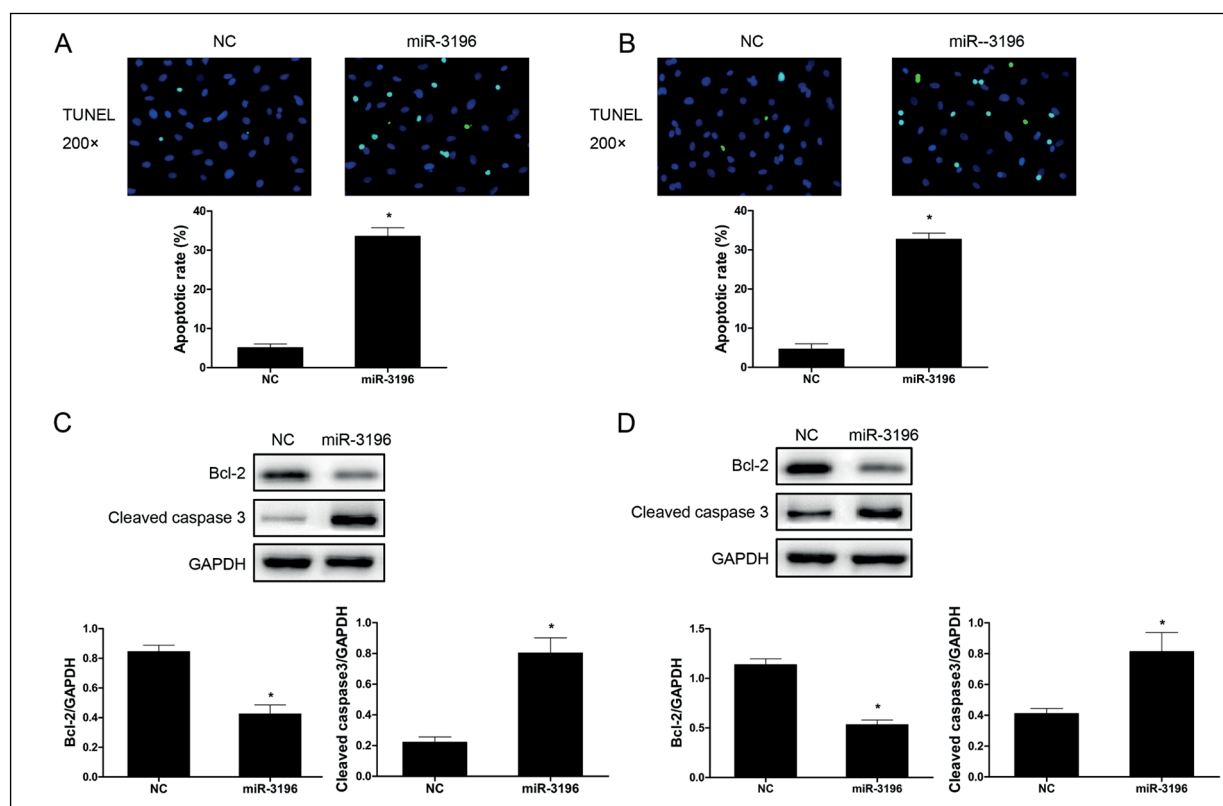 A
NC
miR-3196
TUNEL
200×
40
30
20
10
0
Apoptotic rate (%)
*
NC
miR-3196
B
NC
miR--3196
TUNEL
200×
40
30
20
10
0
Apoptotic rate (%)
*
NC
miR-3196
C
NC
miR-3196
Bcl-2
Cleaved caspase 3
GAPDH
1.0
0.8
0.6
0.4
0.2
0.0
Bcl-2/GAPDH
*
NC
miR-3196
1.0
0.8
0.6
0.4
0.2
0.0
Cleaved caspase3/GAPDH
*
NC
miR-3196
D
NC
miR-3196
Bcl-2
Cleaved caspase 3
GAPDH
1.5
1.0
0.5
0.0
Bcl-2/GAPDH
*
NC
miR-3196
1.0
0.8
0.6
0.4
0.2
0.0
Cleaved caspase3/GAPDH
*
NC
miR-3196